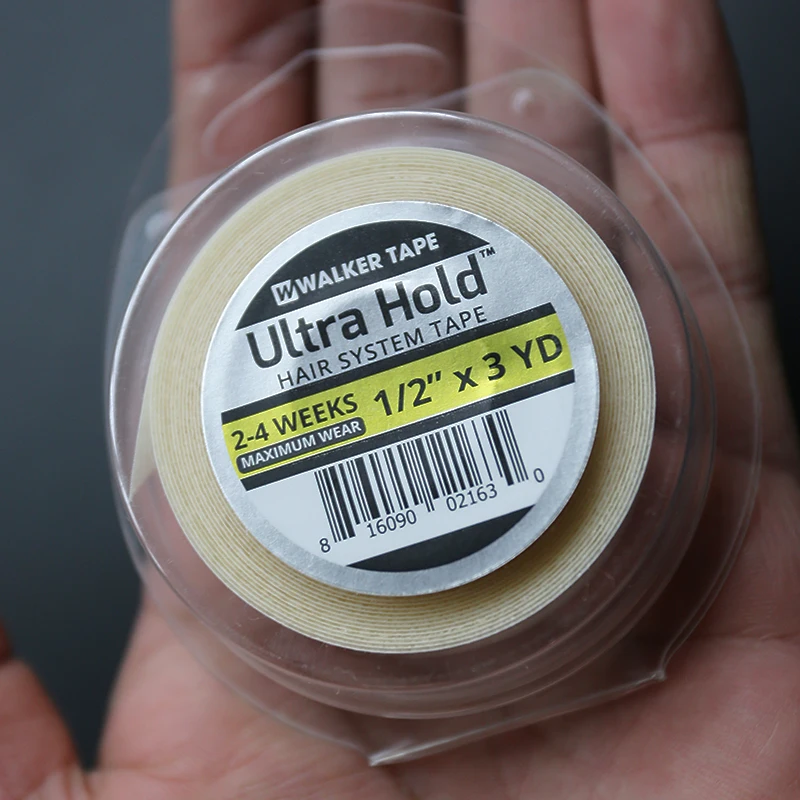 W WALKER TAPE
Ultra Hold™
HAIR SYSTEM TAPE
2-4 WEEKS 1/2" x 3 YD
MAXIMUM WEAR
8 16090 02163 0